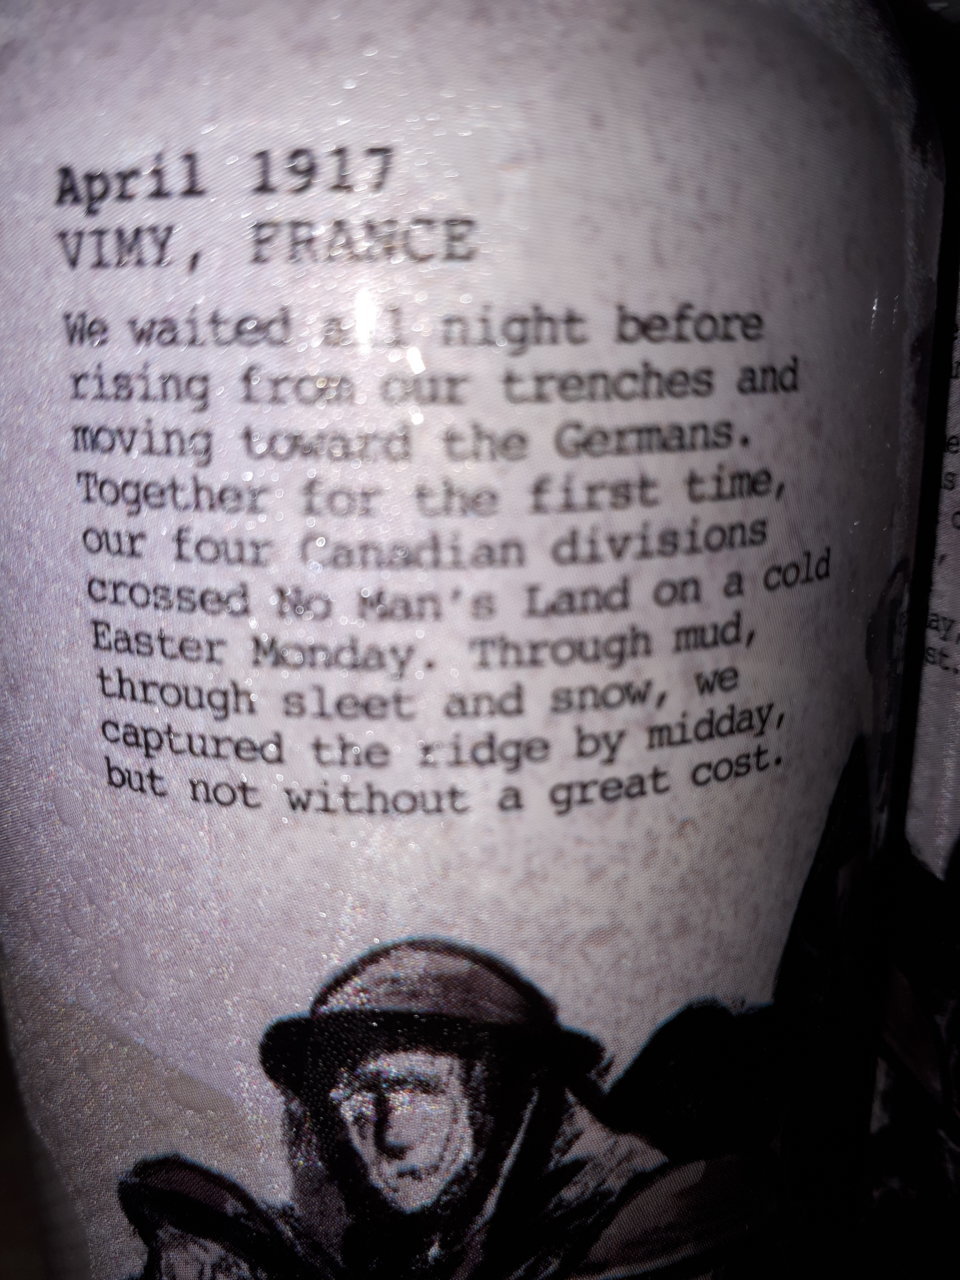 April 1917
VIMY, FRANCE
We waited all night before
rising from our trenches and
moving toward the Germans.
Together for the first time,
our four Canadian divisions
crossed No Man's Land on a cold
Easter Monday. Through mud,
through sleet and snow, we
captured the ridge by midday,
but not without a great cost.